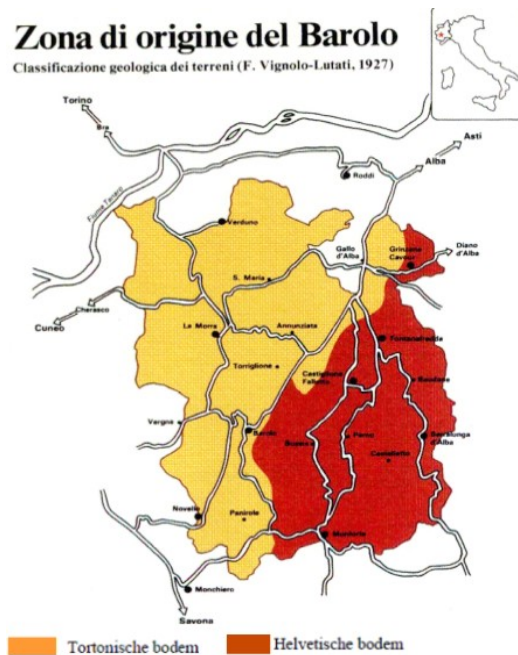 Zona di origine del Barolo
Classificazione geologica dei terreni (F. Vignolo-Lutati, 1927)
Torino
Bra
Asti
Alba
Roddi
Fiume Tanaro
Verduno
Gallo
d'Alba
Grinzane
Cavour
Diano
d'Alba
S. Maria
Cherasco
Cuneo
La Morra
Annunziata
Fontanafredda
Torriglione
Castiglione
Falletto
Baudana
Vergne
Barolo
Bussia
Perno
Serralunga
d'Alba
Castelletto
Novello
Panirole
Monforte
Monchiero
Savona
Tortonische bodem
Helvetische bodem